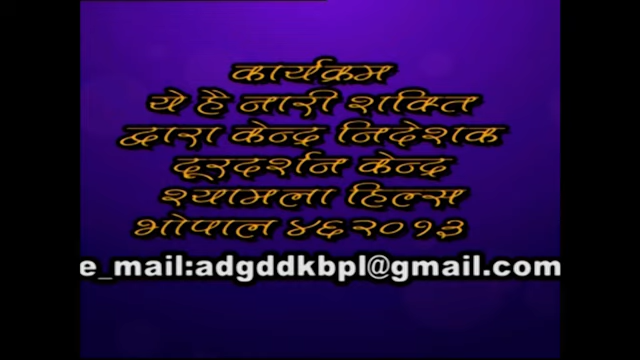 कार्यक्रम
ये है नारी शक्ति
द्वारा केन्द्र निदेशक
दूरदर्शन केन्द्र
श्यामला हिल्स
भोपाल ४६२०१३
e_mail:adgddkbpl@gmail.com